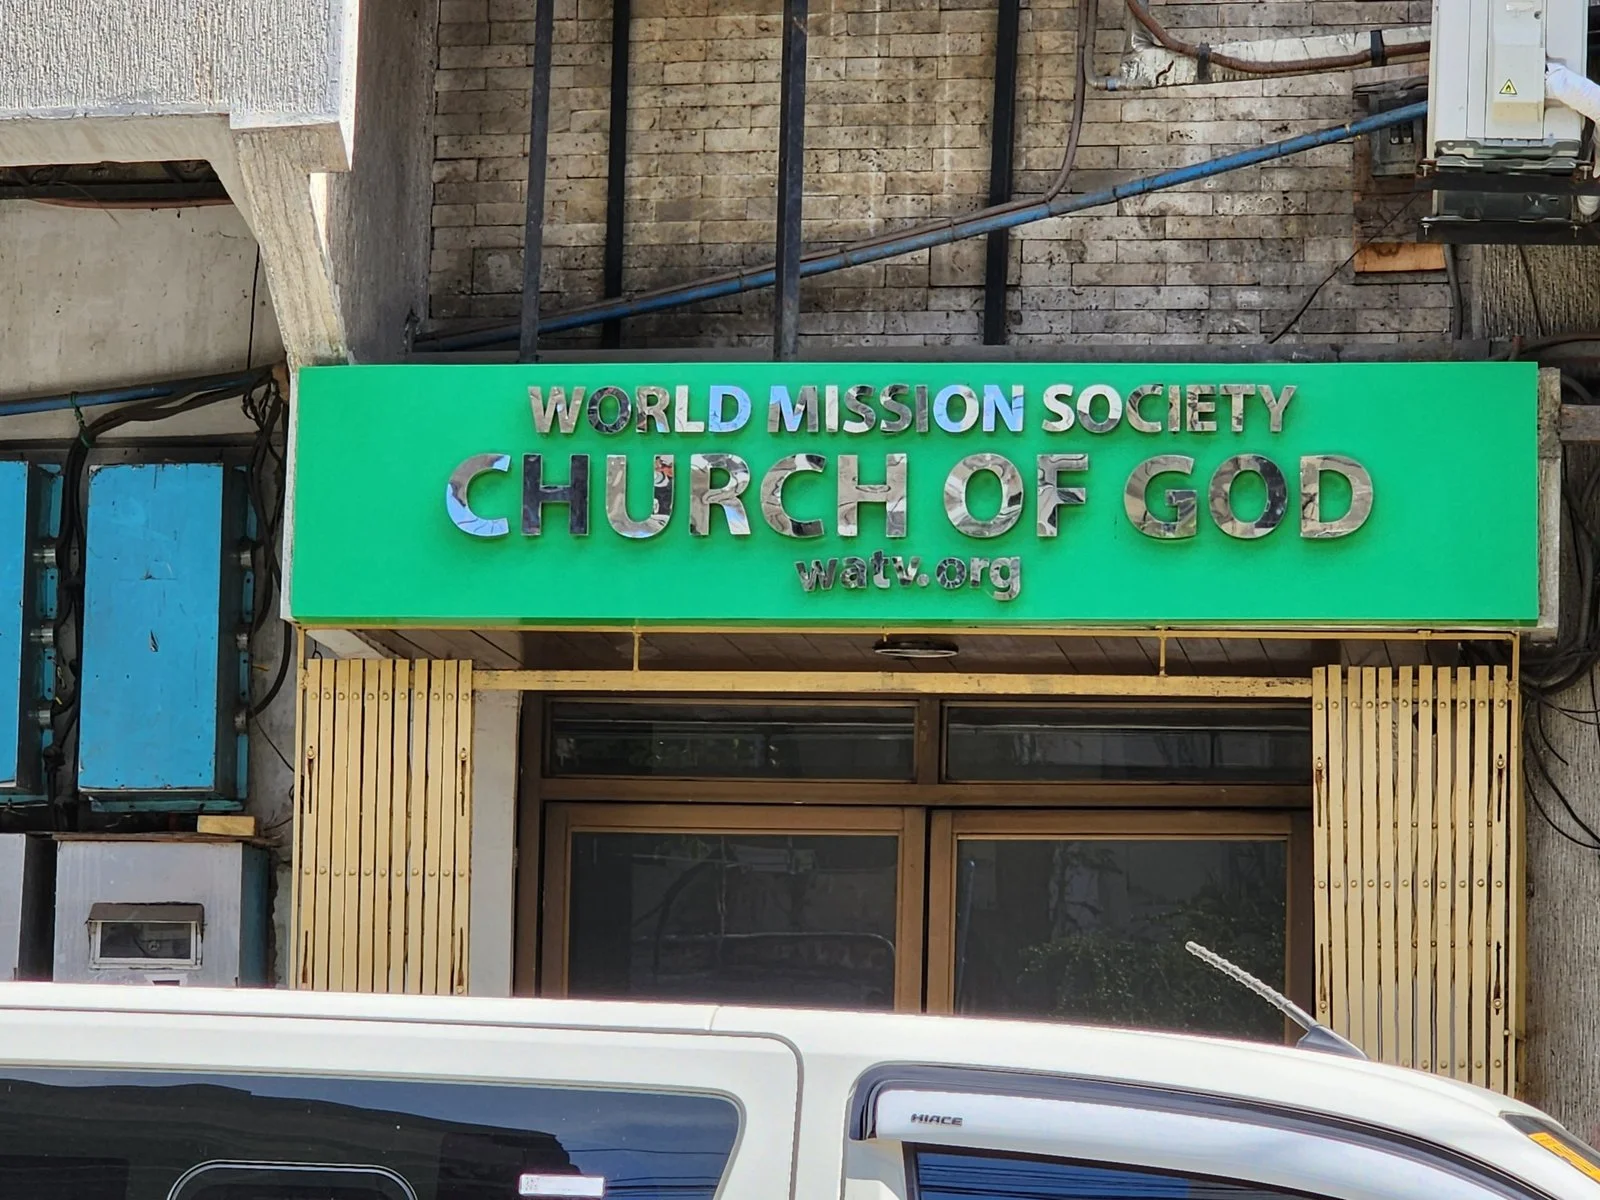 WORLD MISSION SOCIETY
CHURCH OF GOD
watv.org
HIACE